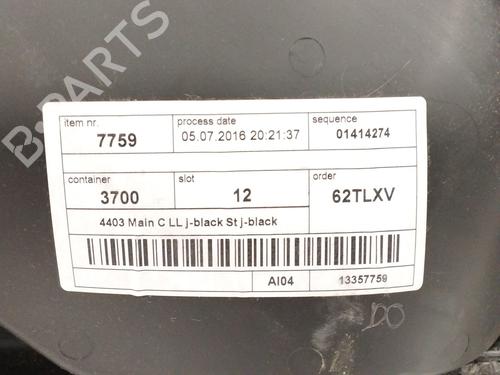 B-PARTS
item nr. process date sequence
7759 05.07.2016 20:21:37 01414274
container slot order
3700 12 62TLXV
4403 Main C LL j-black St j-black
AI04 13357759
DO